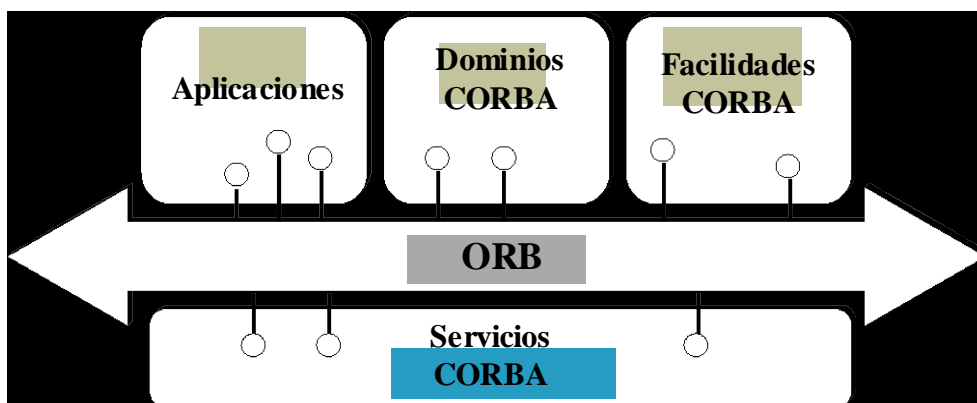 Aplicaciones
Dominios
CORBA
Facilidades
CORBA
ORB
Servicios
CORBA